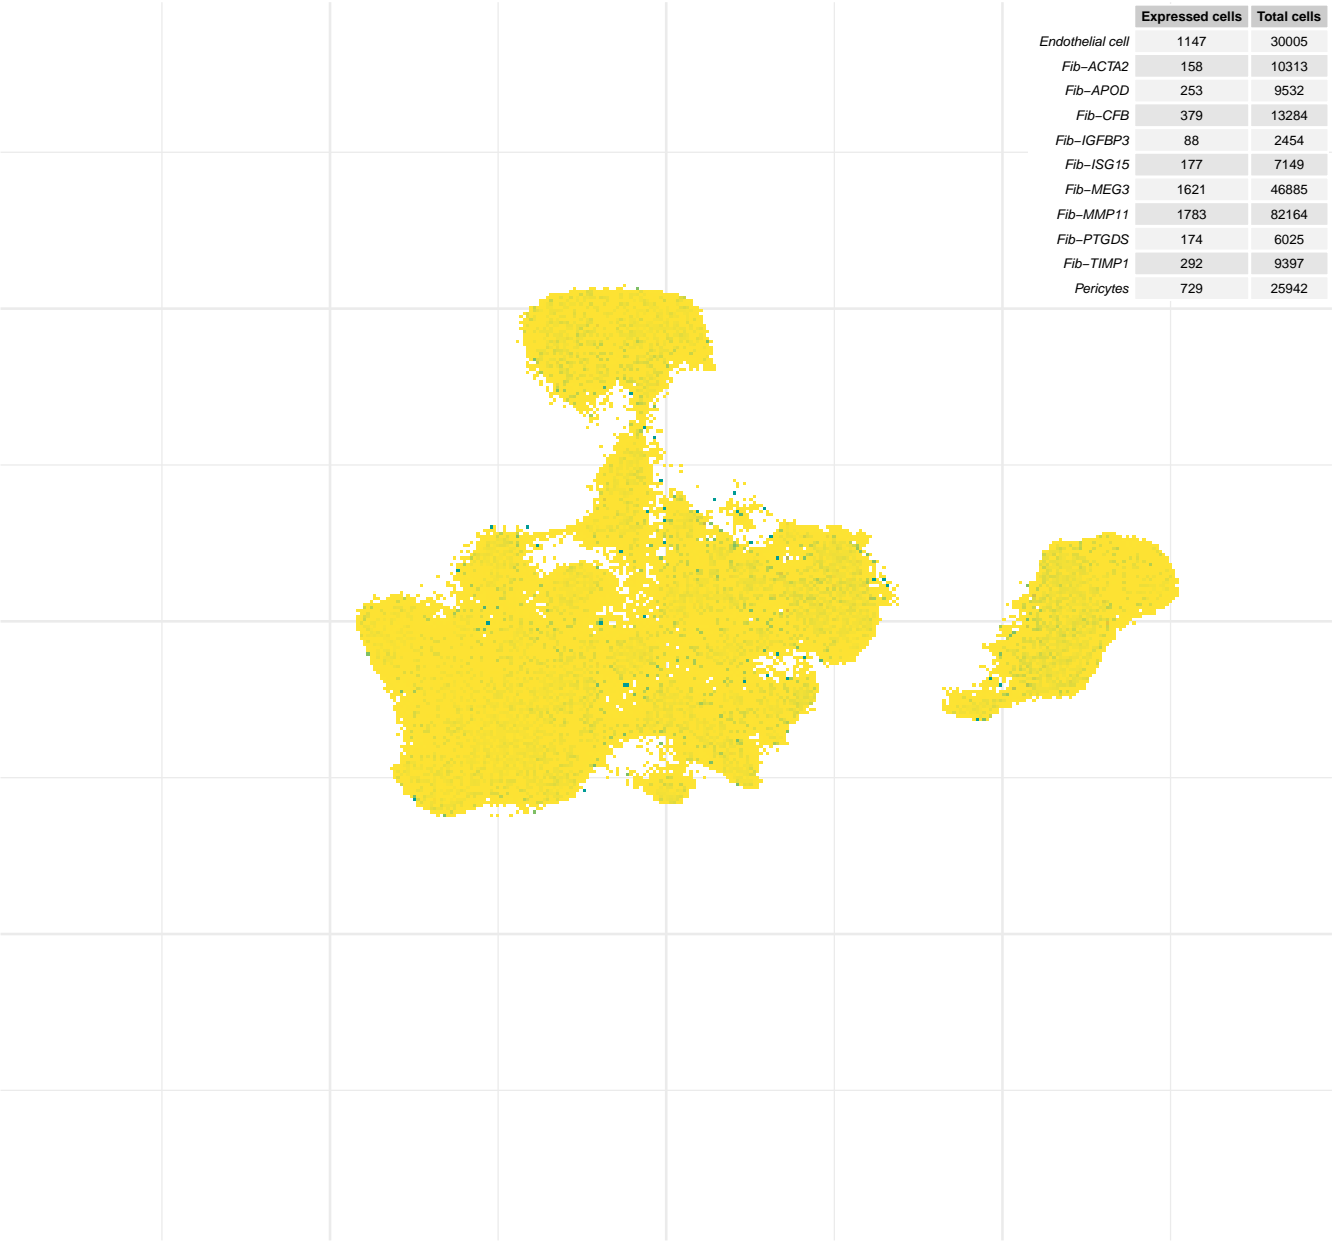 Expressed cells Total cells
Endothelial cell 1147 30005
Fib−ACTA2 158 10313
Fib−APOD 253 9532
Fib−CFB 379 13284
Fib−IGFBP3 88 2454
Fib−ISG15 177 7149
Fib−MEG3 1621 46885
Fib−MMP11 1783 82164
Fib−PTGDS 174 6025
Fib−TIMP1 292 9397
Pericytes 729 25942